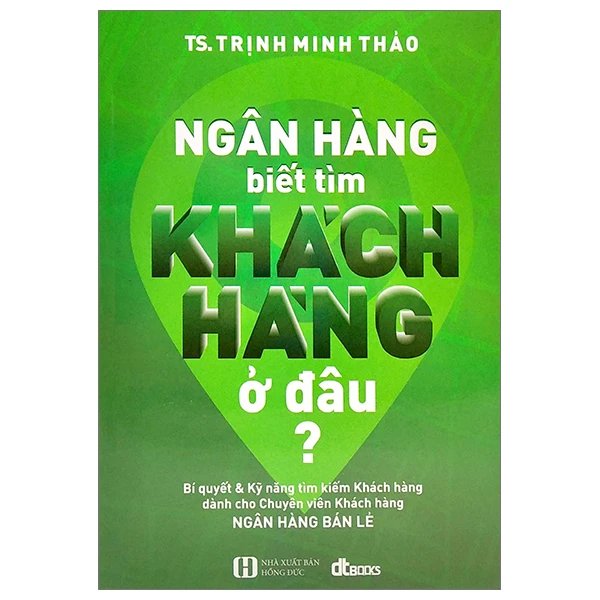 TS. TRỊNH MINH THẢO
NGÂN HÀNG
biết tìm
KHÁCH
HÀNG
ở đâu
?
Bí quyết & Kỹ năng tìm kiếm Khách hàng
dành cho Chuyên viên Khách hàng
NGÂN HÀNG BÁN LẺ
NHÀ XUẤT BẢN
HỒNG ĐỨC
dtBOOKS